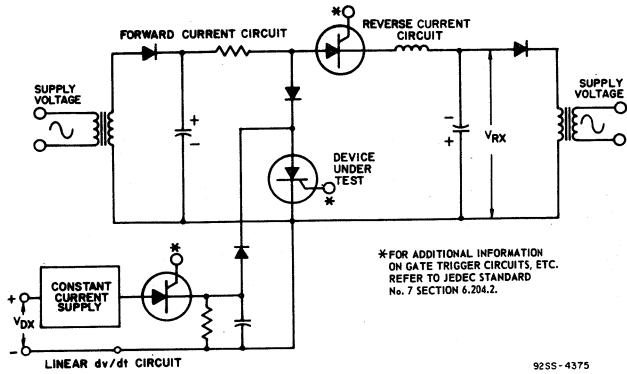 *
FORWARD CURRENT CIRCUIT
REVERSE CURRENT
CIRCUIT
SUPPLY
VOLTAGE
+
-
-
+
VRX
SUPPLY
VOLTAGE
DEVICE
UNDER
TEST
*
*
CONSTANT
CURRENT
SUPPLY
+
VDX
-
LINEAR dv/dt CIRCUIT
*FOR ADDITIONAL INFORMATION
ON GATE TRIGGER CIRCUITS, ETC.
REFER TO JEDEC STANDARD
No. 7 SECTION 6.204.2.
92SS-4375